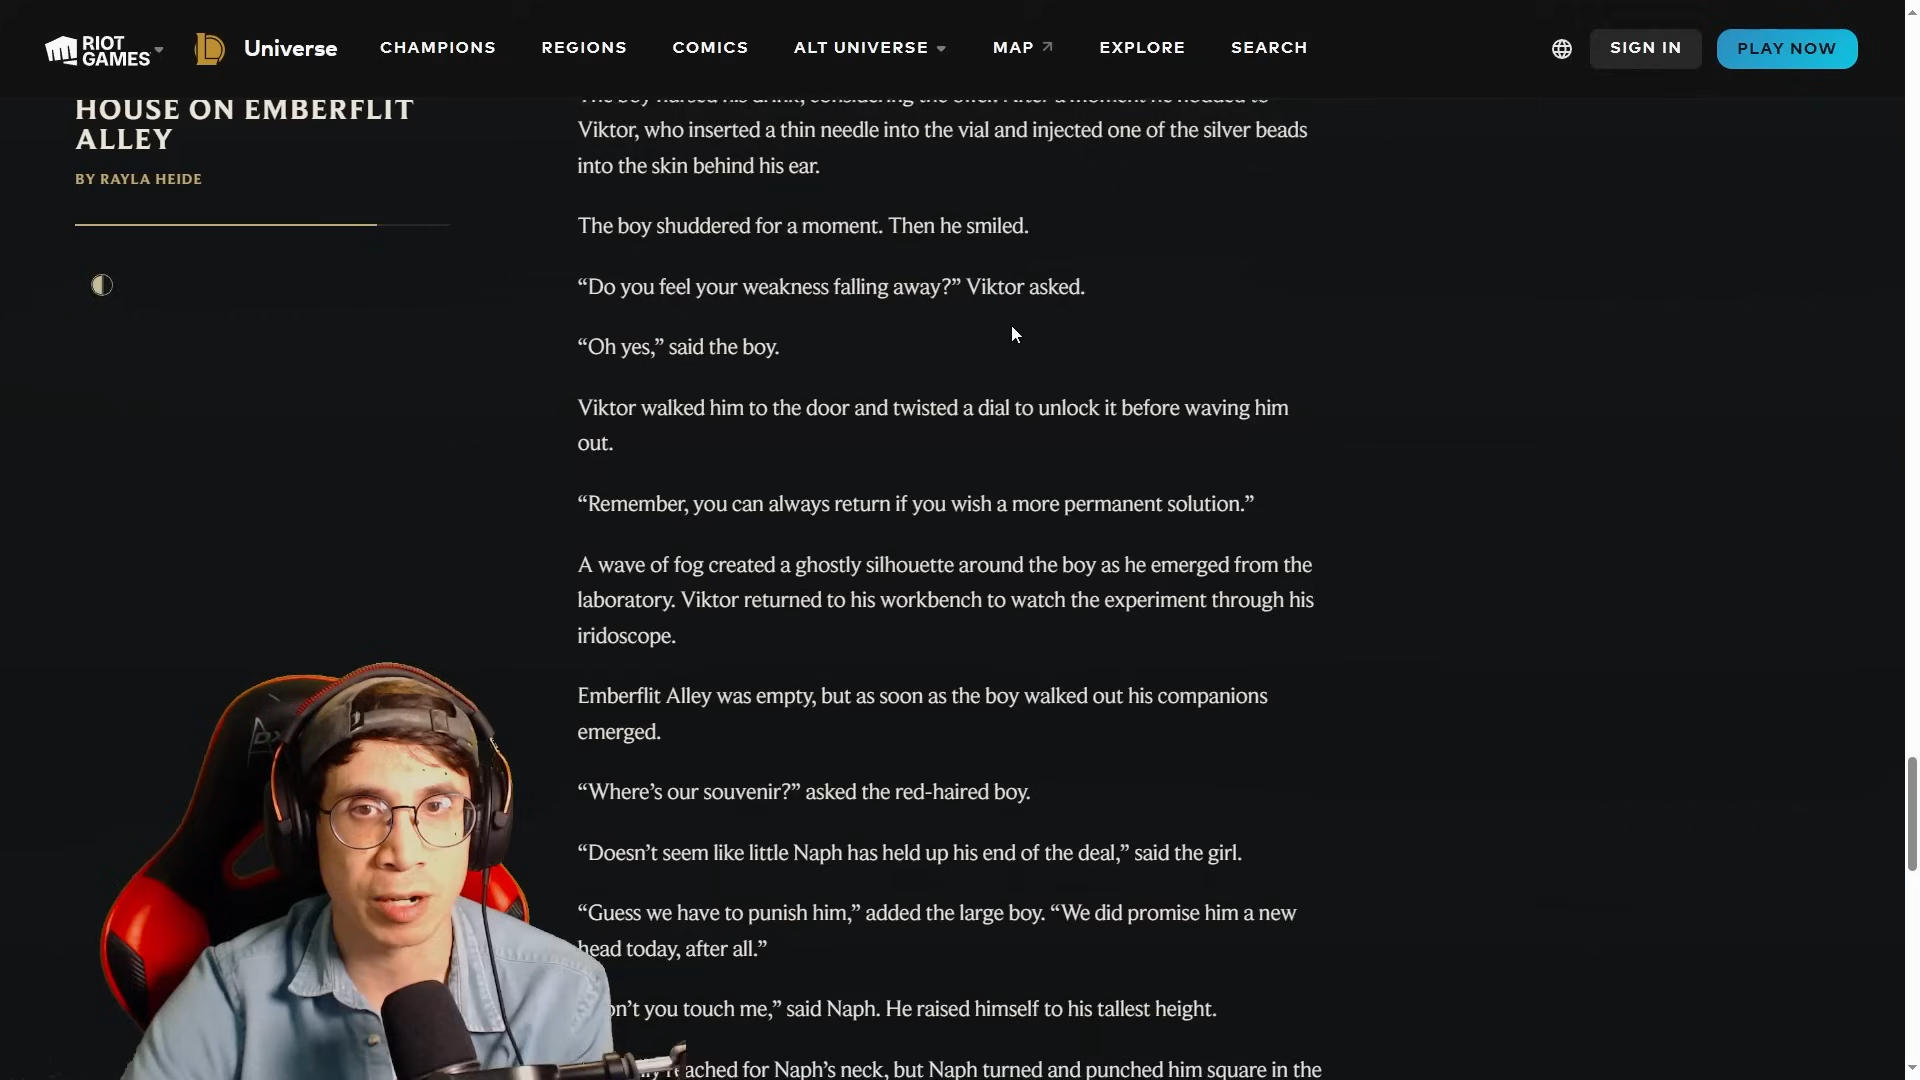 RIOT
GAMES
Universe
CHAMPIONS
REGIONS
COMICS
ALT UNIVERSE
MAP
EXPLORE
SEARCH
SIGN IN
PLAY NOW
HOUSE ON EMBERFLIT
ALLEY
BY RAYLA HEIDE
Viktor, who inserted a thin needle into the vial and injected one of the silver beads
into the skin behind his ear.
The boy shuddered for a moment. Then he smiled.
“Do you feel your weakness falling away?” Viktor asked.
“Oh yes,” said the boy.
Viktor walked him to the door and twisted a dial to unlock it before waving him
out.
“Remember, you can always return if you wish a more permanent solution.”
A wave of fog created a ghostly silhouette around the boy as he emerged from the
laboratory. Viktor returned to his workbench to watch the experiment through his
iridoscope.
Emberflit Alley was empty, but as soon as the boy walked out his companions
emerged.
“Where’s our souvenir?” asked the red-haired boy.
“Doesn’t seem like little Naph has held up his end of the deal,” said the girl.
“Guess we have to punish him,” added the large boy. “We did promise him a new
head today, after all.”
you touch me,” said Naph. He raised himself to his tallest height.
for Naph’s neck, but Naph turned and punched him square in the